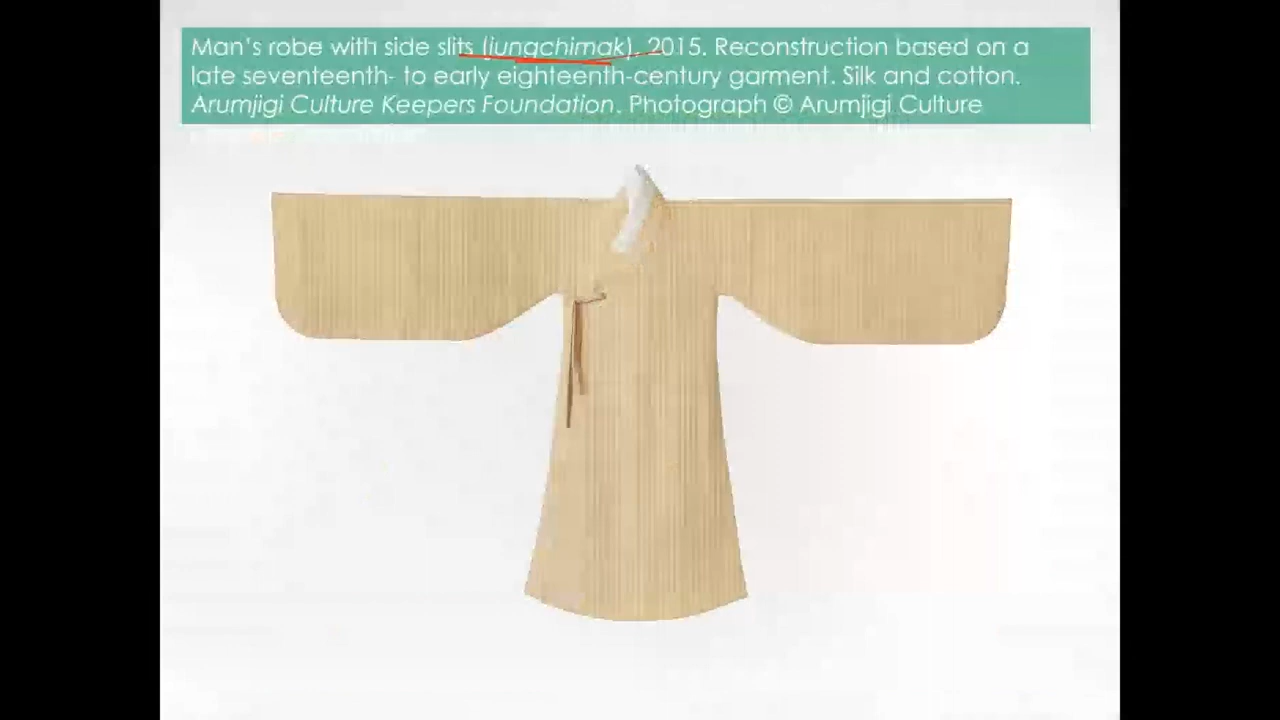 Man's robe with side slits (jungchimak). 2015. Reconstruction based on a
late seventeenth- to early eighteenth-century garment. Silk and cotton.
Arumjigi Culture Keepers Foundation. Photograph © Arumjigi Culture